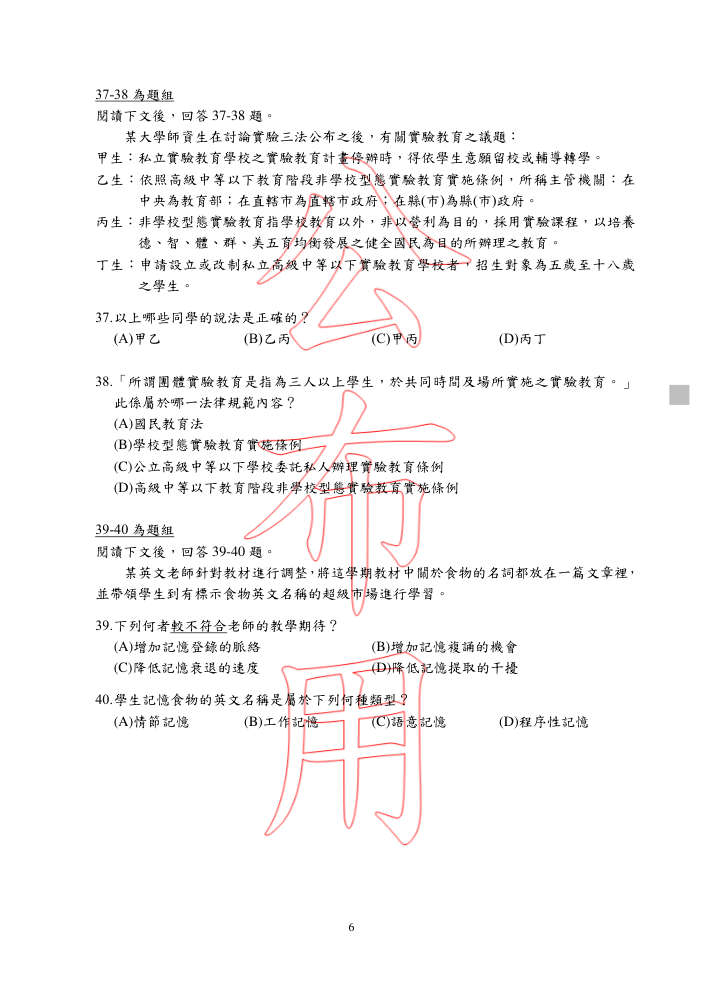 37-38 為題組
閱讀下文後，回答 37-38 題。
某大學師資生在討論實驗三法公布之後，有關實驗教育之議題：
甲生：私立實驗教育學校之實驗教育計畫停辦時，得依學生意願留校或輔導轉學。
乙生：依照高級中等以下教育階段非學校型態實驗教育實施條例，所稱主管機關：在
中央為教育部；在直轄市為直轄市政府；在縣(市)為縣(市)政府。
丙生：非學校型態實驗教育指學校教育以外，非以營利為目的，採用實驗課程，以培養
德、智、體、群、美五育均衡發展之健全國民為目的所辦理之教育。
丁生：申請設立或改制私立高級中等以下實驗教育學校者，招生對象為五歲至十八歲
之學生。
37.以上哪些同學的說法是正確的？
(A)甲乙 (B)乙丙 (C)甲丙 (D)丙丁
38.「所謂團體實驗教育是指為三人以上學生，於共同時間及場所實施之實驗教育。」
此係屬於哪一法律規範內容？
(A)國民教育法
(B)學校型態實驗教育實施條例
(C)公立高級中等以下學校委託私人辦理實驗教育條例
(D)高級中等以下教育階段非學校型態實驗教育實施條例
39-40 為題組
閱讀下文後，回答 39-40 題。
某英文老師針對教材進行調整，將這學期教材中關於食物的名詞都放在一篇文章裡，
並帶領學生到有標示食物英文名稱的超級市場進行學習。
39.下列何者較不符合老師的教學期待？
(A)增加記憶登錄的脈絡 (B)增加記憶複誦的機會
(C)降低記憶衰退的速度 (D)降低記憶提取的干擾
40.學生記憶食物的英文名稱是屬於下列何種類型？
(A)情節記憶 (B)工作記憶 (C)語意記憶 (D)程序性記憶
公布用
6